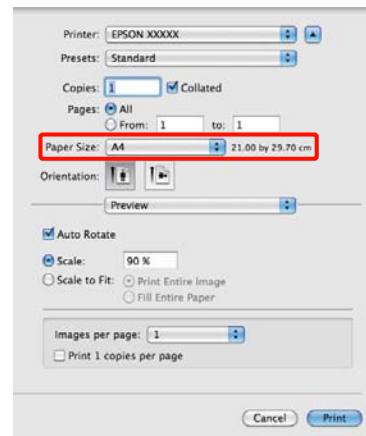 Printer: EPSON XXXXX
Presets: Standard
Copies: 1 Collated
Pages: All
From: 1 to: 1
Paper Size: A4 21.00 by 29.70 cm
Orientation:
Preview
Auto Rotate
Scale: 90 %
Scale to Fit: Print Entire Image
Fill Entire Paper
Images per page: 1
Print 1 copies per page
Cancel Print